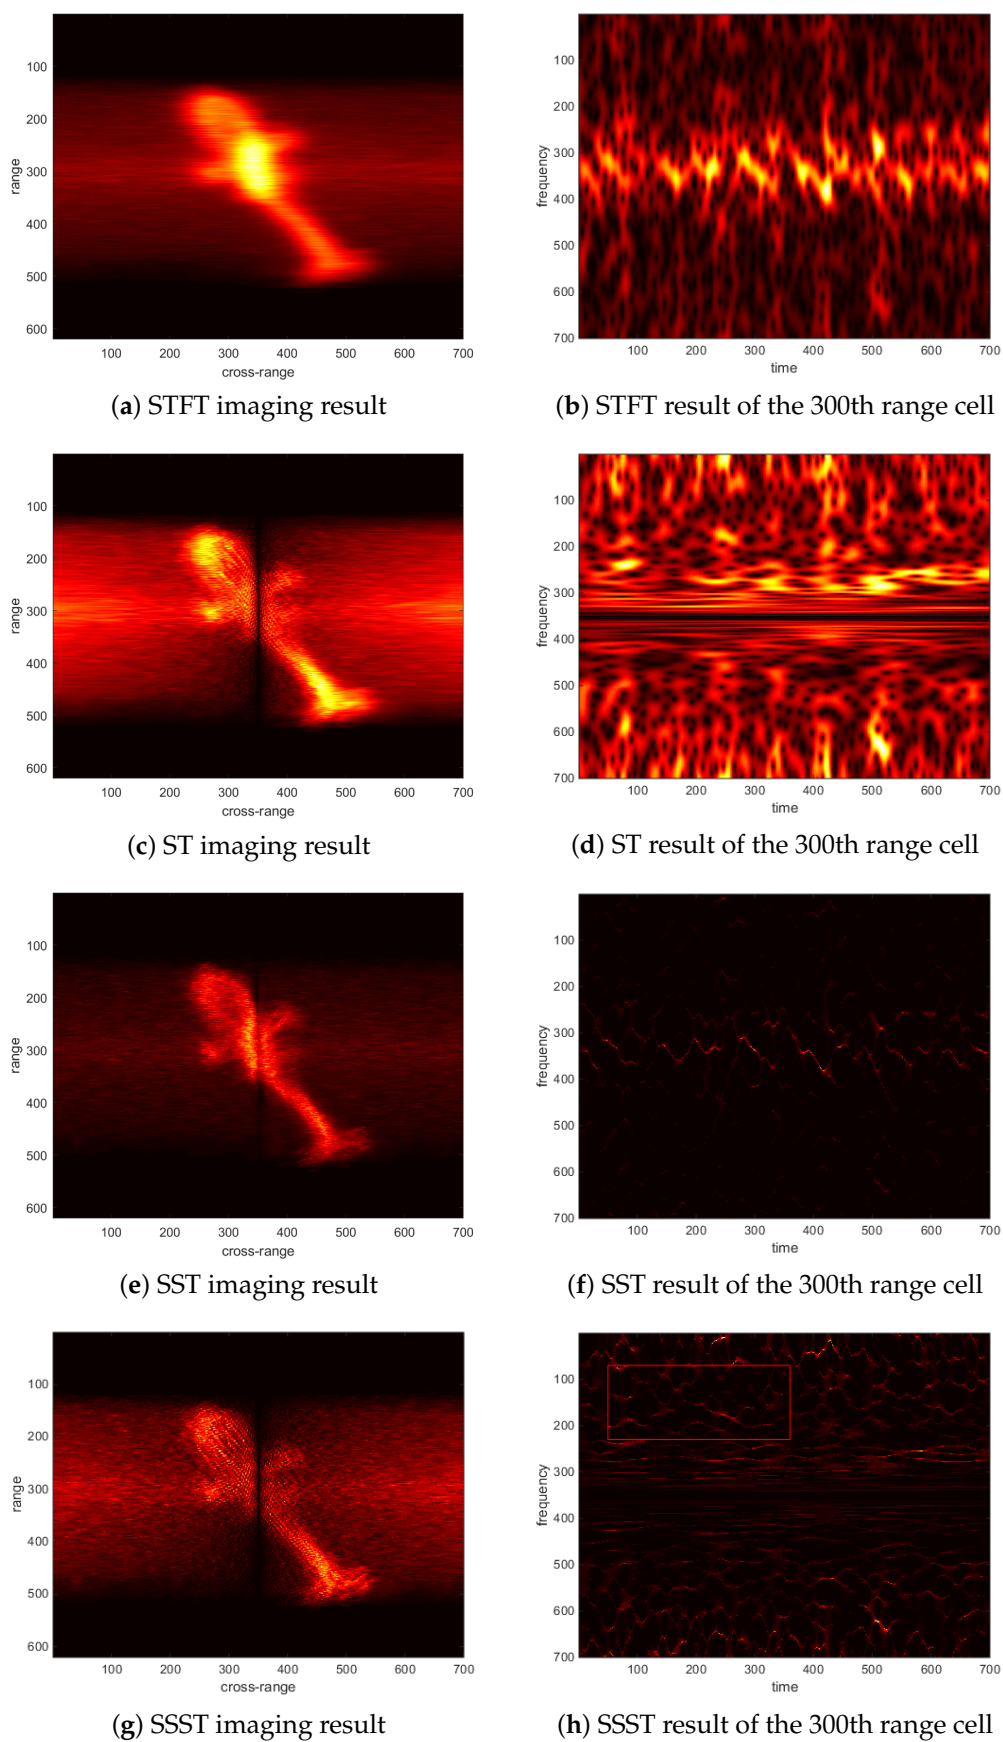 100
200
300
400
500
600
range
100 200 300 400 500 600 700
cross-range
(a) STFT imaging result
100
200
300
400
500
600
700
frequency
100 200 300 400 500 600 700
time
(b) STFT result of the 300th range cell
100
200
300
400
500
600
range
100 200 300 400 500 600 700
cross-range
(c) ST imaging result
100
200
300
400
500
600
700
frequency
100 200 300 400 500 600 700
time
(d) ST result of the 300th range cell
100
200
300
400
500
600
range
100 200 300 400 500 600 700
cross-range
(e) SST imaging result
100
200
300
400
500
600
700
frequency
100 200 300 400 500 600 700
time
(f) SST result of the 300th range cell
100
200
300
400
500
600
range
100 200 300 400 500 600 700
cross-range
(g) SSST imaging result
100
200
300
400
500
600
700
frequency
100 200 300 400 500 600 700
time
(h) SSST result of the 300th range cell